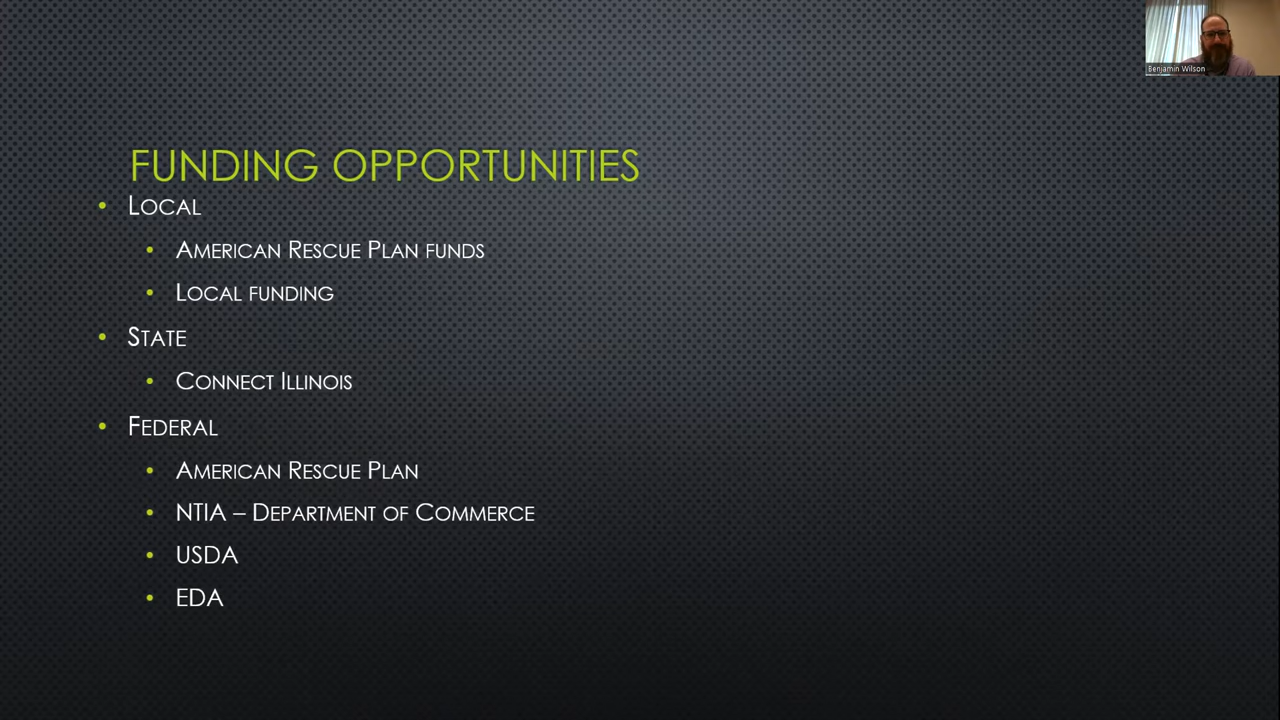 Benjamin Wilson
FUNDING OPPORTUNITIES
• LOCAL
• AMERICAN RESCUE PLAN FUNDS
• LOCAL FUNDING
• STATE
• CONNECT ILLINOIS
• FEDERAL
• AMERICAN RESCUE PLAN
• NTIA – DEPARTMENT OF COMMERCE
• USDA
• EDA